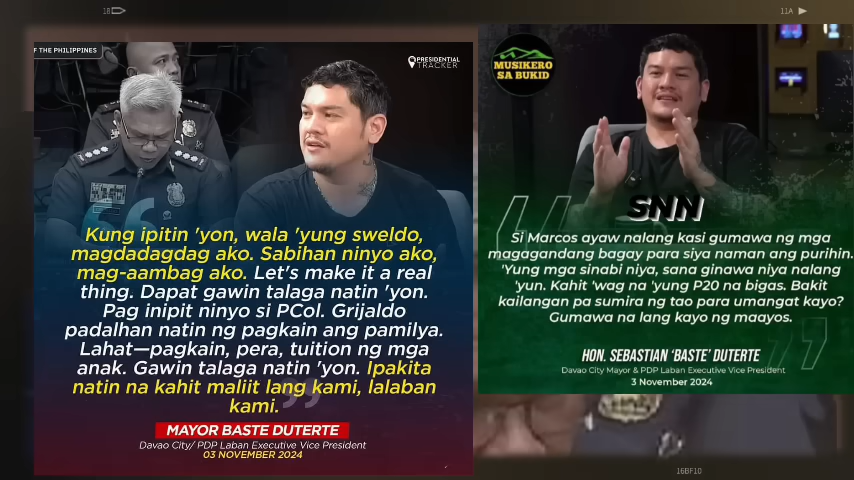 1B
11A
F THE PHILIPPINES
PRESIDENTIAL
TRACKER
Kung ipitin 'yon, wala 'yung sweldo,
magdadagdag ako. Sabihan ninyo ako,
mag-aambag ako. Let's make it a real
thing. Dapat gawin talaga natin 'yon.
Pag inipit ninyo si PCol. Grijaldo
padalhan natin ng pagkain ang pamilya.
Lahat—pagkain, pera, tuition ng mga
anak. Gawin talaga natin 'yon. Ipakita
natin na kahit maliit lang kami, lalaban
kami.
MAYOR BASTE DUTERTE
Davao City/ PDP Laban Executive Vice President
03 NOVEMBER 2024
MUSIKERO
SA BUKID
SNN
Si Marcos ayaw nalang kasi gumawa ng mga
magagandang bagay para siya naman ang purihin.
'Yung mga sinabi niya, sana ginawa niya nalang
'yun. Kahit 'wag na 'yung P20 na bigas. Bakit
kailangan pa sumira ng tao para umangat kayo?
Gumawa na lang kayo ng maayos.
HON. SEBASTIAN 'BASTE' DUTERTE
Davao City Mayor & PDP Laban Executive Vice President
3 November 2024
16BF10